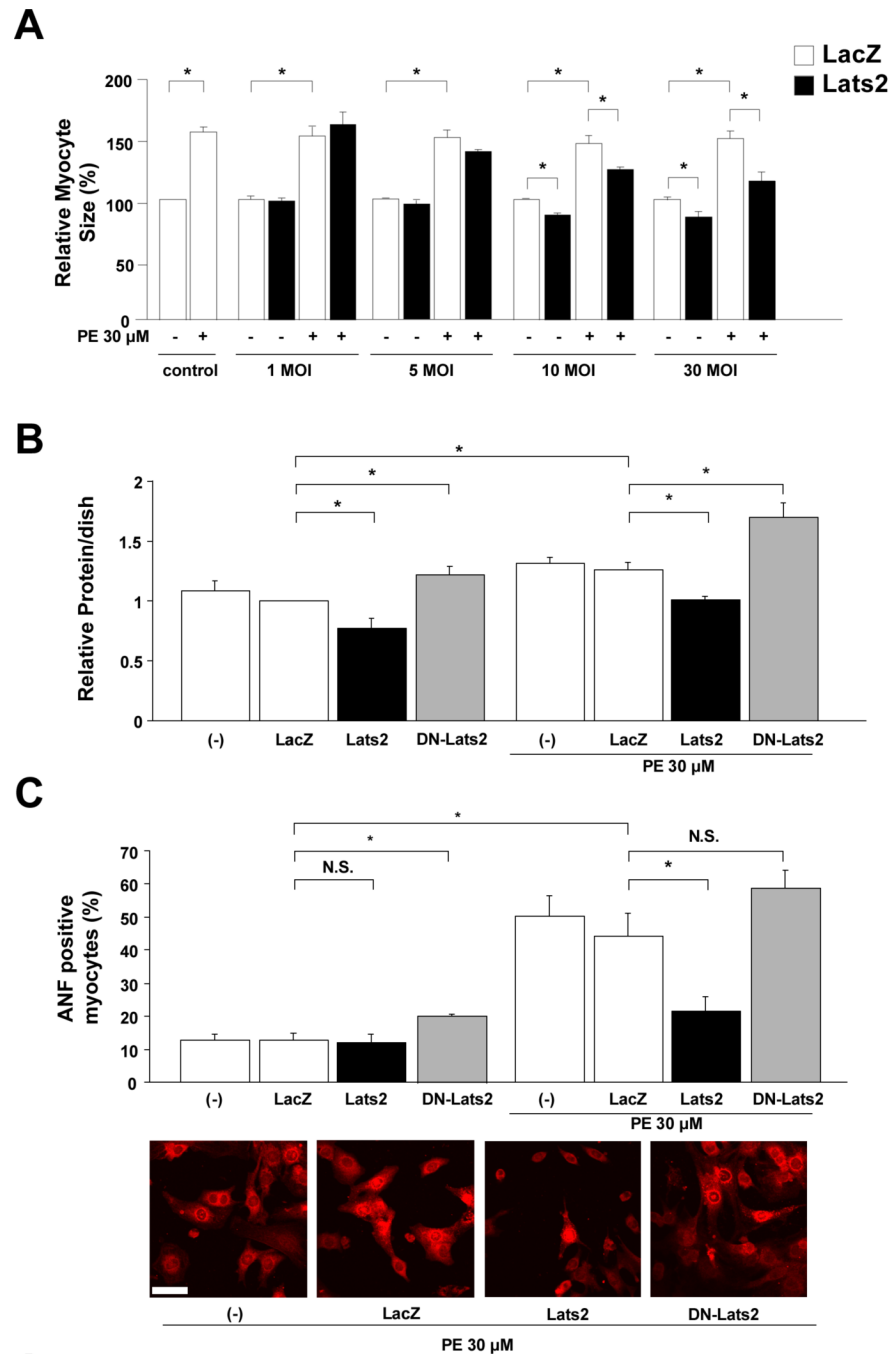 A
LacZ
Lats2
Relative Myocyte
Size (%)
200
150
100
50
0
* * * * * * * * *
PE 30 µM - + - - + + - - + + - - + + - - + +
control 1 MOI 5 MOI 10 MOI 30 MOI
B
Relative Protein/dish
2
1.5
1
0.5
0
* * * * *
(-) LacZ Lats2 DN-Lats2 (-) LacZ Lats2 DN-Lats2
PE 30 µM
C
ANF positive
myocytes (%)
70
60
50
40
30
20
10
0
*
* N.S.
N.S. *
(-) LacZ Lats2 DN-Lats2 (-) LacZ Lats2 DN-Lats2
PE 30 µM
(-) LacZ Lats2 DN-Lats2
PE 30 µM